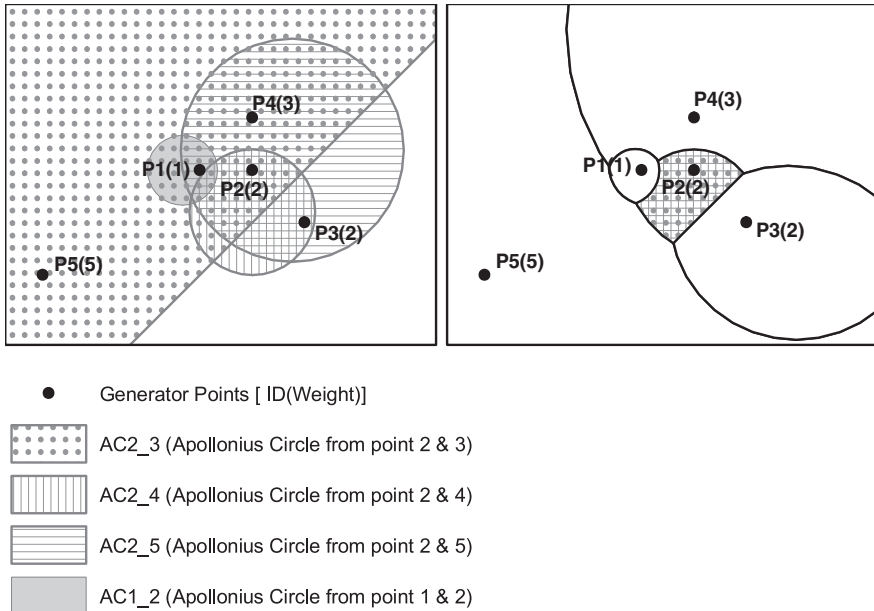 P4(3)
P1(1)
P2(2)
P3(2)
P5(5)
P4(3)
P1(1)
P2(2)
P3(2)
P5(5)
Generator Points [ ID(Weight)]
AC2_3 (Apollonius Circle from point 2 & 3)
AC2_4 (Apollonius Circle from point 2 & 4)
AC2_5 (Apollonius Circle from point 2 & 5)
AC1_2 (Apollonius Circle from point 1 & 2)